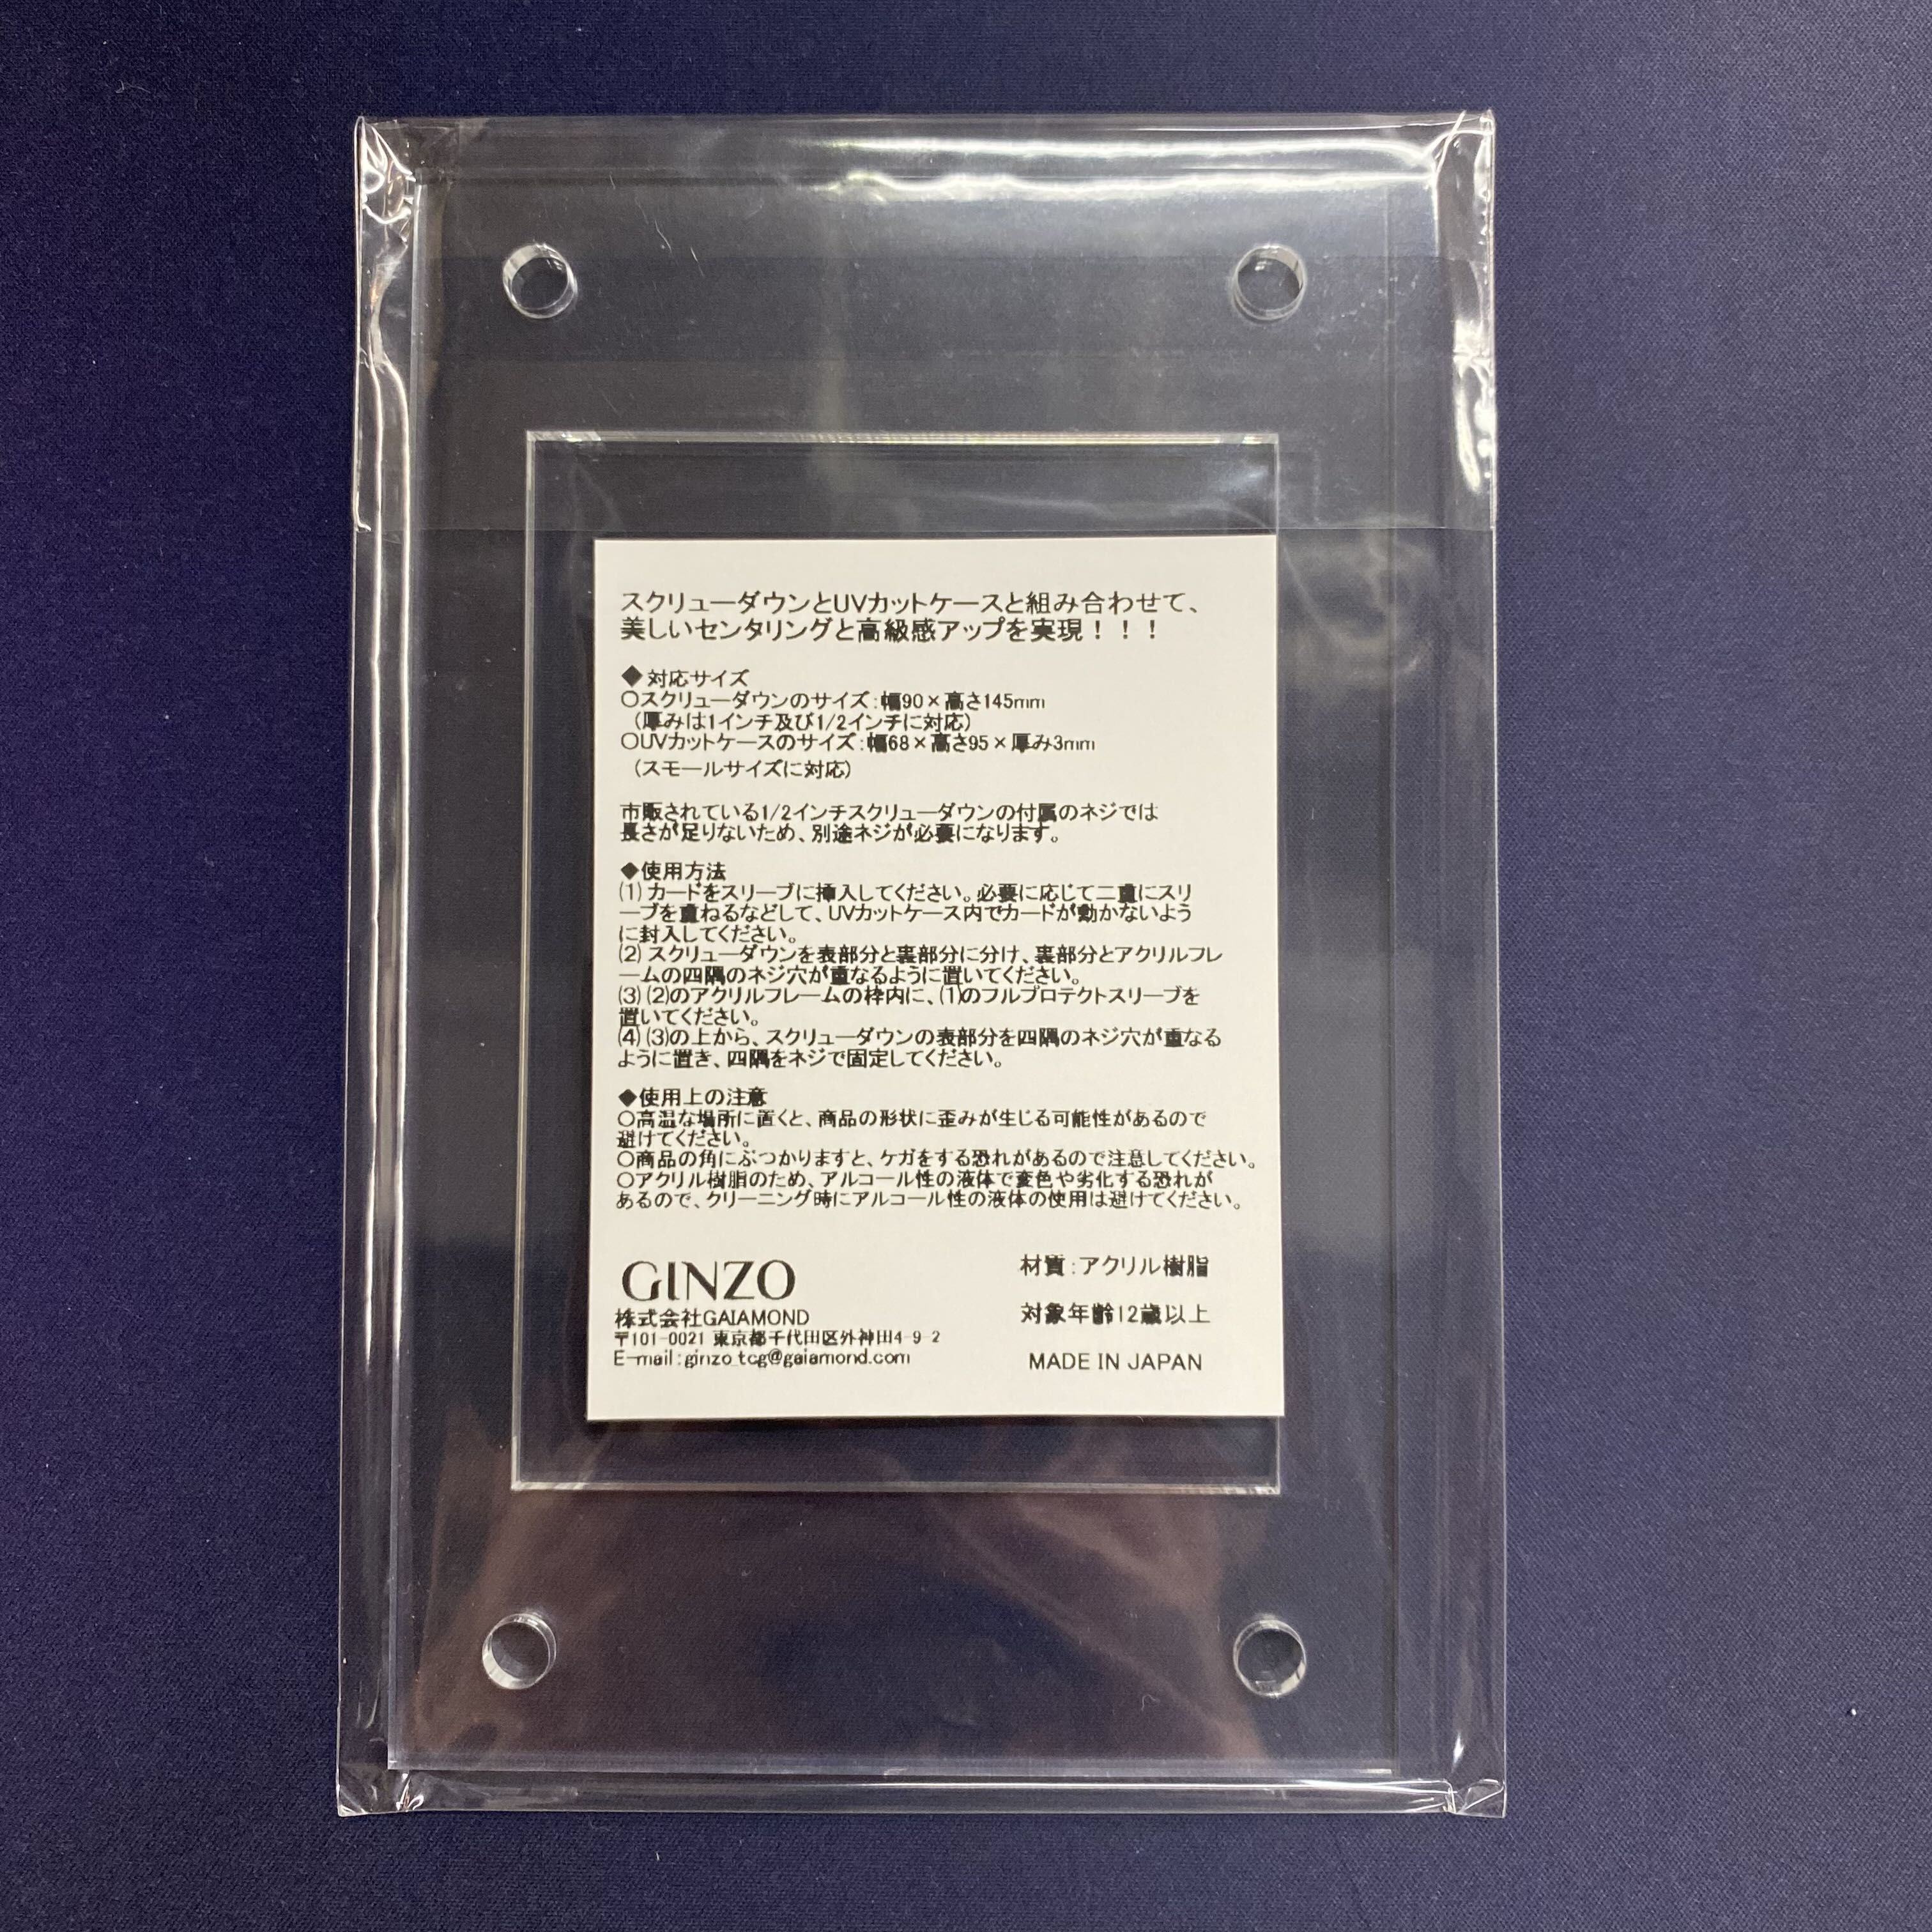 スクリューダウンとUVカットケースと組み合わせて、
美しいセンタリングと高級感アップを実現！！！
◆対応サイズ
○スクリューダウンのサイズ：幅90×高さ145mm
（厚みは1インチ及び1/2インチに対応）
○UVカットケースのサイズ：幅68×高さ95×厚み3mm
（スモールサイズに対応）
市販されている1/2インチスクリューダウンの付属のネジでは
長さが足りないため、別途ネジが必要になります。
◆使用方法
(1) カードをスリーブに挿入してください。必要に応じて二重にスリ
ーブを重ねるなどして、UVカットケース内でカードが動かないよう
に封入してください。
(2) スクリューダウンを表部分と裏部分に分け、裏部分とアクリルフレ
ームの四隅のネジ穴が重なるように置いてください。
(3) (2)のアクリルフレームの枠内に、(1)のフルプロテクトスリーブを
置いてください。
(4) (3)の上から、スクリューダウンの表部分を四隅のネジ穴が重なる
ように置き、四隅をネジで固定してください。
◆使用上の注意
○高温な場所に置くと、商品の形状に歪みが生じる可能性があるので
避けてください。
○商品の角にぶつかりますと、ケガをする恐れがあるので注意してください。
○アクリル樹脂のため、アルコール性の液体で変色や劣化する恐れが
あるので、クリーニング時にアルコール性の液体の使用は避けてください。
GINZO
株式会社GAIAMOND
〒101-0021 東京都千代田区外神田4-9-2
E-mail：ginzo_tcg@gaiamond.com
材質：アクリル樹脂
対象年齢12歳以上
MADE IN JAPAN